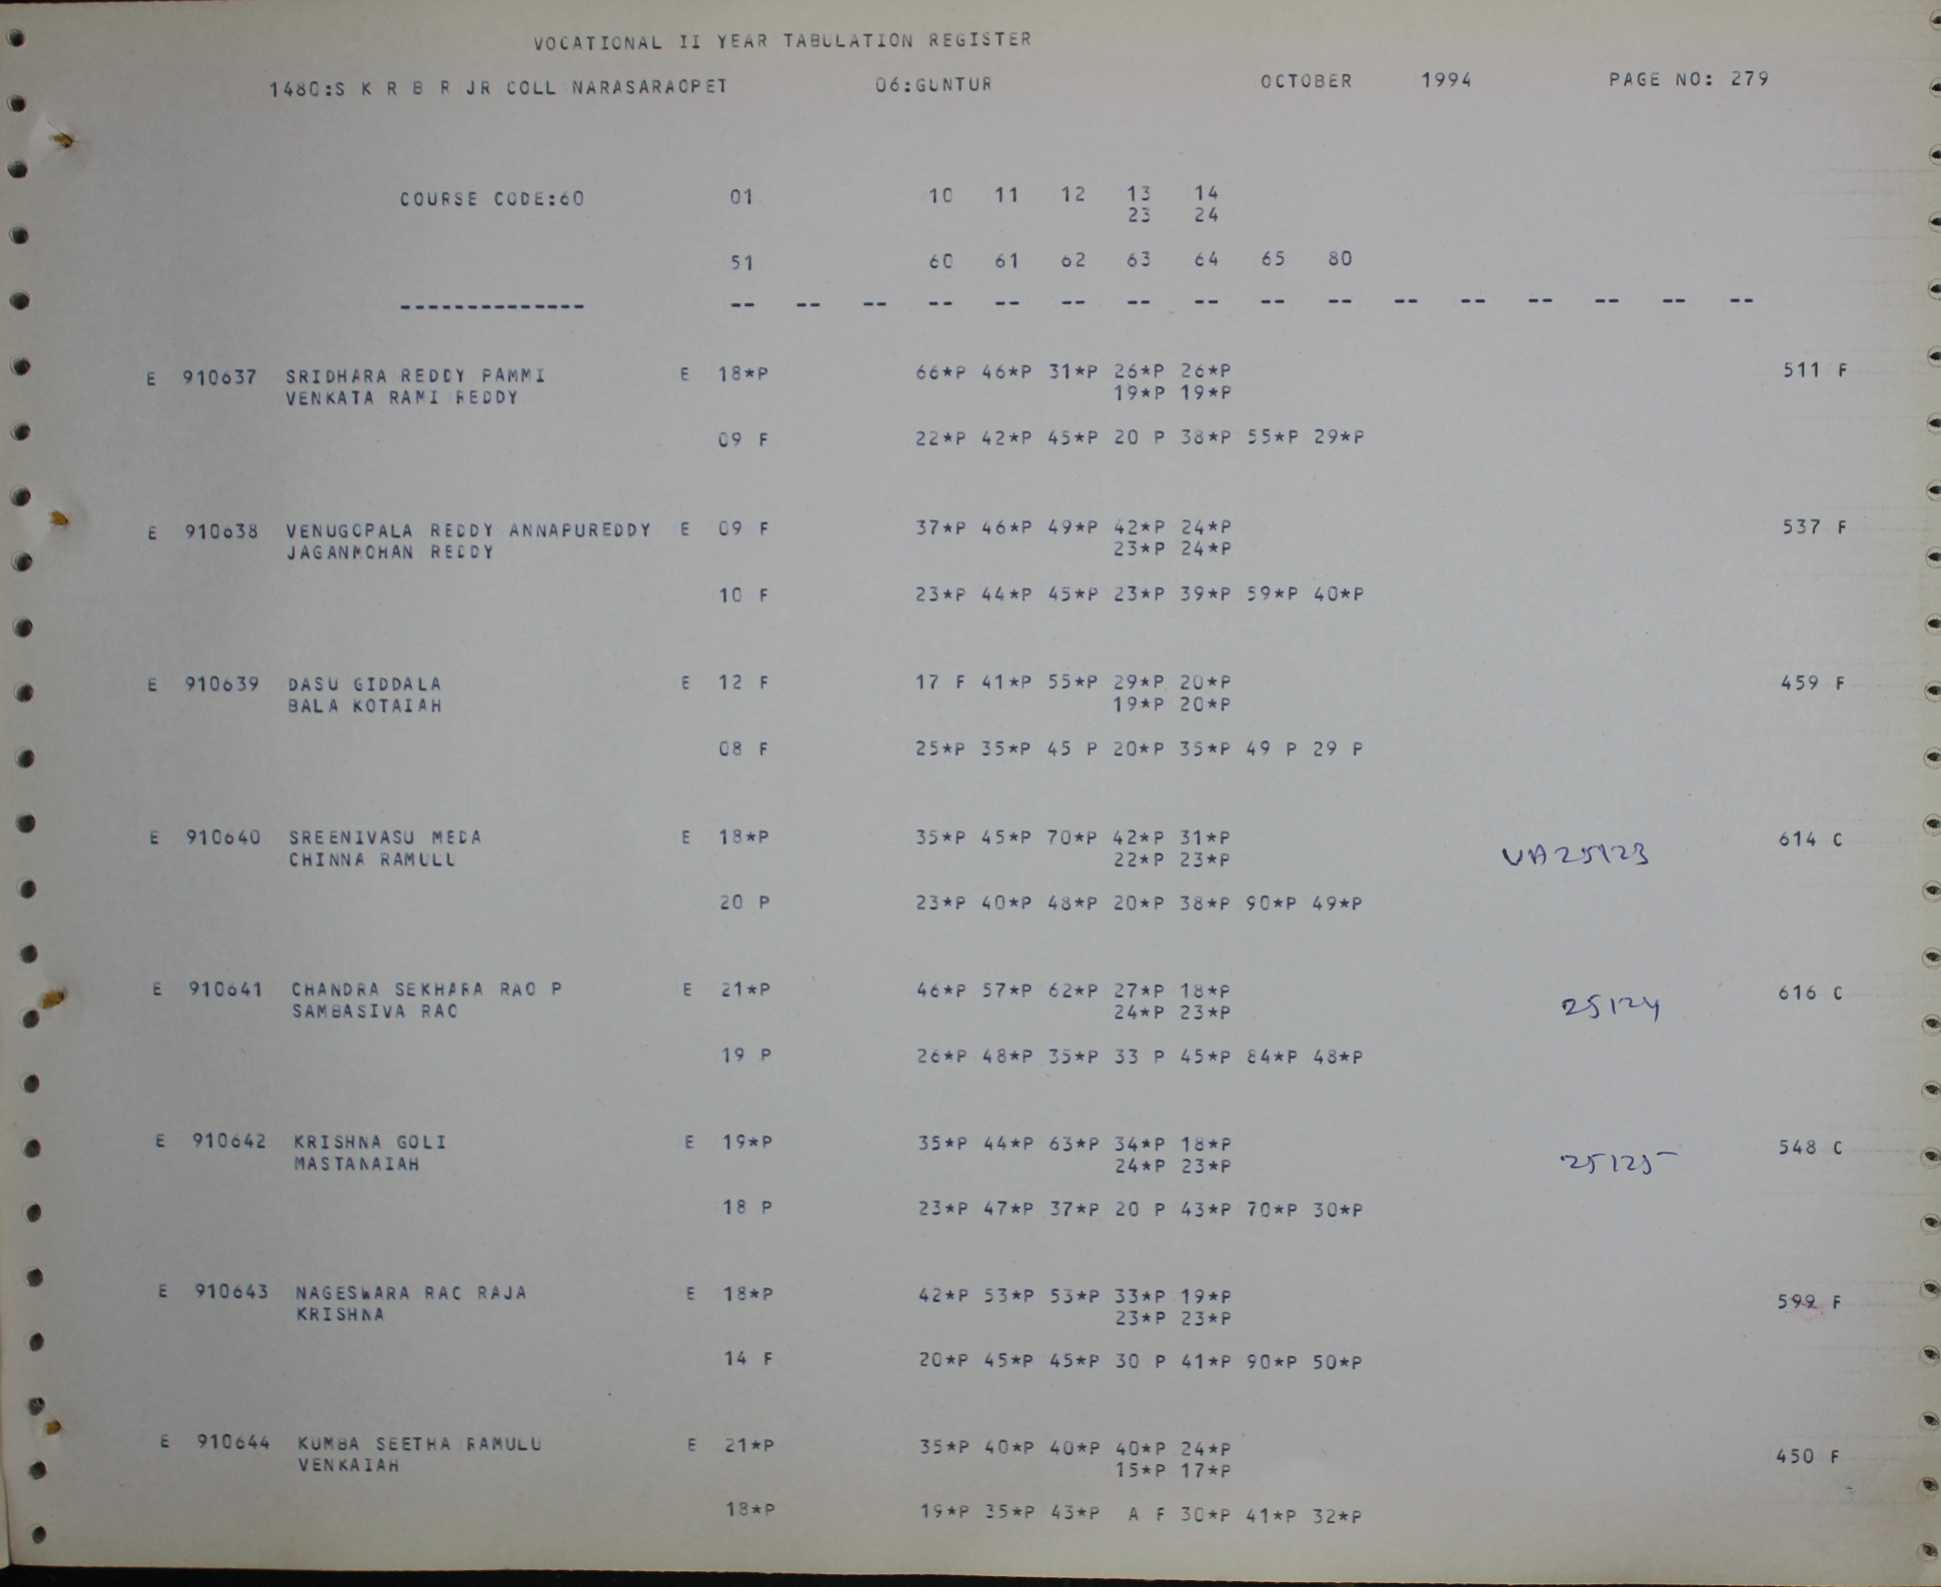 VOCATIONAL II YEAR TABULATION REGISTER
1480:S K R B R JR COLL NARASARAOPET 06:GUNTUR OCTOBER 1994 PAGE NO: 279
COURSE CODE:60 01 10 11 12 13 14
23 24
51 60 61 62 63 64 65 80
-------------- -- -- -- -- -- -- -- -- -- -- -- -- -- -- -- --
E 910637 SRIDHARA REDDY PAMMI E 18*P 66*P 46*P 31*P 26*P 26*P 511 F
VENKATA RAMI REDDY 19*P 19*P
09 F 22*P 42*P 45*P 20 P 38*P 55*P 29*P
E 910638 VENUGOPALA REDDY ANNAPUREDDY E 09 F 37*P 46*P 49*P 42*P 24*P 537 F
JAGANMOHAN REDDY 23*P 24*P
10 F 23*P 44*P 45*P 23*P 39*P 59*P 40*P
E 910639 DASU GIDDALA E 12 F 17 F 41*P 55*P 29*P 20*P 459 F
BALA KOTAIAH 19*P 20*P
08 F 25*P 35*P 45 P 20*P 35*P 49 P 29 P
E 910640 SREENIVASU MEDA E 18*P 35*P 45*P 70*P 42*P 31*P 614 C
CHINNA RAMULU 22*P 23*P VA25123
20 P 23*P 40*P 48*P 20*P 38*P 90*P 49*P
E 910641 CHANDRA SEKHARA RAO P E 21*P 46*P 57*P 62*P 27*P 18*P 616 C
SAMBASIVA RAO 24*P 23*P 25124
19 P 26*P 48*P 35*P 33 P 45*P 84*P 48*P
E 910642 KRISHNA GOLI E 19*P 35*P 44*P 63*P 34*P 18*P 548 C
MASTANAIAH 24*P 23*P 25125
18 P 23*P 47*P 37*P 20 P 43*P 70*P 30*P
E 910643 NAGESWARA RAO RAJA E 18*P 42*P 53*P 53*P 33*P 19*P 599 F
KRISHNA 23*P 23*P
14 F 20*P 45*P 45*P 30 P 41*P 90*P 50*P
E 910644 KUMBA SEETHA RAMULU E 21*P 35*P 40*P 40*P 40*P 24*P 450 F
VENKAIAH 15*P 17*P
18*P 19*P 35*P 43*P A F 30*P 41*P 32*P